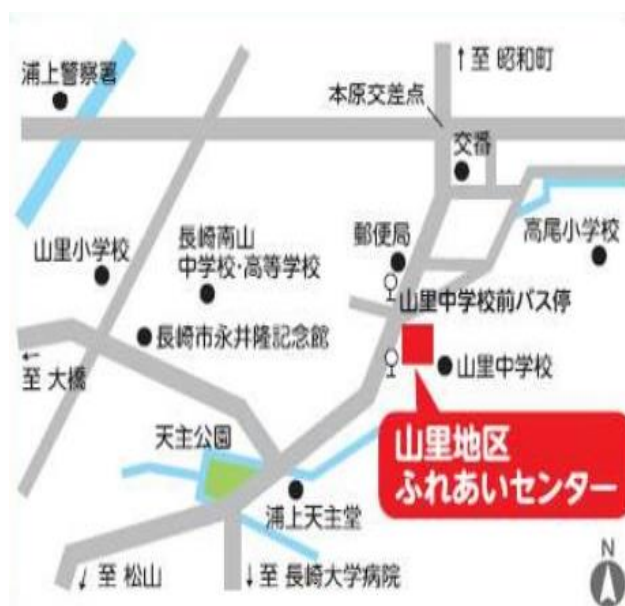 ↑至 昭和町
浦上警察署
本原交差点
交番
山里小学校
長崎南山
中学校・高等学校
郵便局
高尾小学校
山里中学校前バス停
長崎市永井隆記念館
←
至 大橋
山里中学校
天主公園
山里地区
ふれあいセンター
浦上天主堂
↓至 松山
↓至 長崎大学病院
N